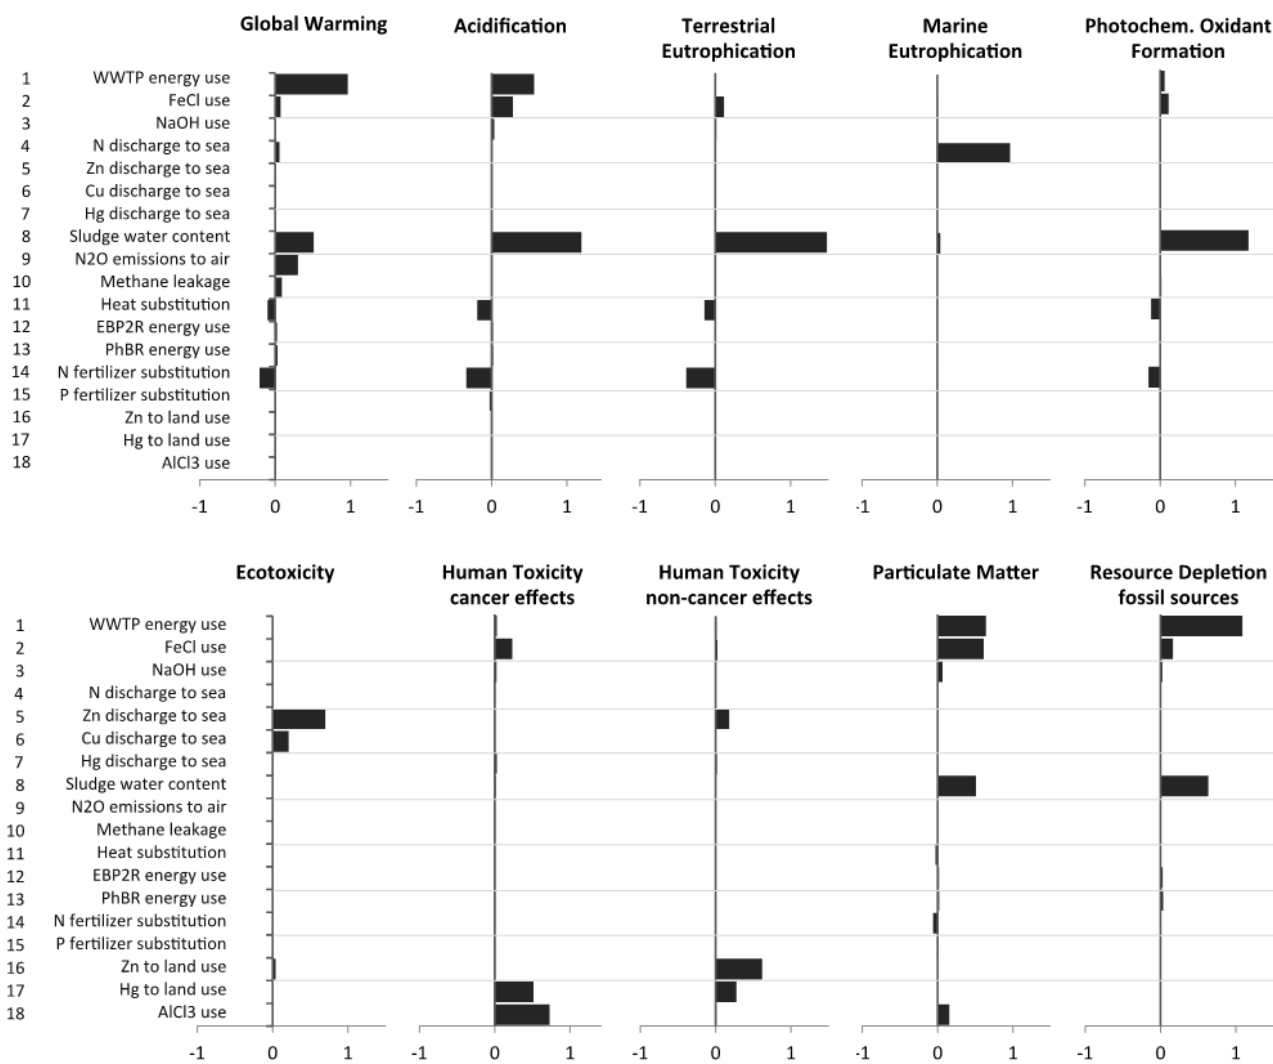 Global Warming Acidification Terrestrial Eutrophication Marine Eutrophication Photochem. Oxidant Formation
1 WWTP energy use
2 FeCl use
3 NaOH use
4 N discharge to sea
5 Zn discharge to sea
6 Cu discharge to sea
7 Hg discharge to sea
8 Sludge water content
9 N2O emissions to air
10 Methane leakage
11 Heat substitution
12 EBP2R energy use
13 PhBR energy use
14 N fertilizer substitution
15 P fertilizer substitution
16 Zn to land use
17 Hg to land use
18 AlCl3 use
-1 0 1 -1 0 1 -1 0 1 -1 0 1 -1 0 1
Ecotoxicity Human Toxicity cancer effects Human Toxicity non-cancer effects Particulate Matter Resource Depletion fossil sources
1 WWTP energy use
2 FeCl use
3 NaOH use
4 N discharge to sea
5 Zn discharge to sea
6 Cu discharge to sea
7 Hg discharge to sea
8 Sludge water content
9 N2O emissions to air
10 Methane leakage
11 Heat substitution
12 EBP2R energy use
13 PhBR energy use
14 N fertilizer substitution
15 P fertilizer substitution
16 Zn to land use
17 Hg to land use
18 AlCl3 use
-1 0 1 -1 0 1 -1 0 1 -1 0 1 -1 0 1